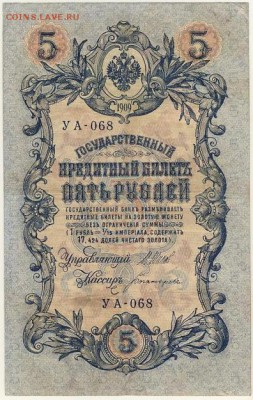 COINSS.LAVE.RU
5 5
1909
УА-068
ГОСУДАРСТВЕННЫЙ
КРЕДИТНЫЙ БИЛЕТЪ
ПЯТЬ РУБЛЕЙ
ГОСУДАРСТВЕННЫЙ БАНКЪ РАЗМѢНИВАЕТЪ
КРЕДИТНЫЕ БИЛЕТЫ НА ЗОЛОТУЮ МОНЕТУ
БЕЗЪ ОГРАНИЧЕНІЯ СУММЫ
(1 РУБЛЬ = 1/15 ИМПЕРІАЛА, СОДЕРЖИТЪ
17,424 ДОЛЕЙ ЧИСТАГО ЗОЛОТА)
Управляющій
Кассиръ
УА-068
5